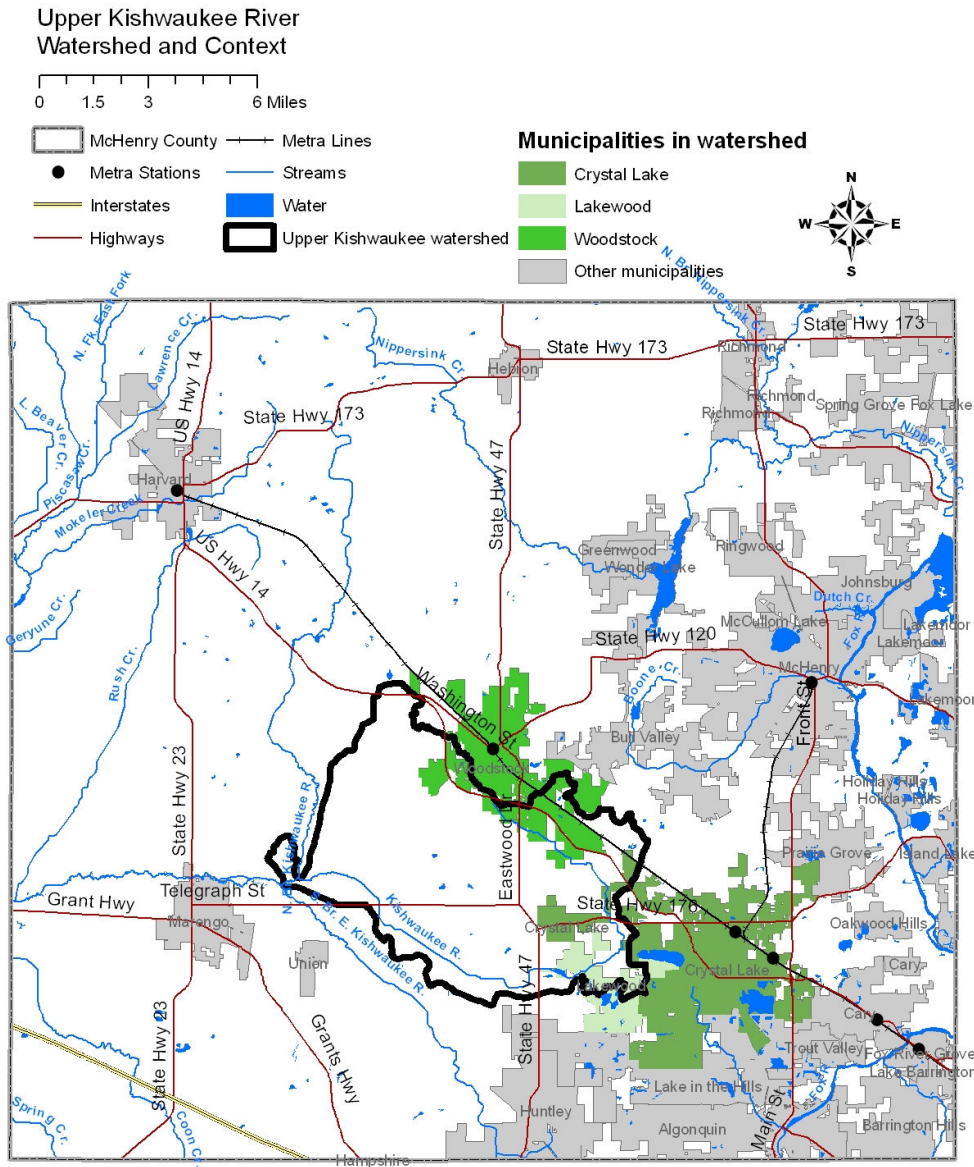 Upper Kishwaukee River
Watershed and Context
0 1.5 3 6 Miles
McHenry County
Metra Lines
Metra Stations
Streams
Interstates
Water
Highways
Upper Kishwaukee watershed
Municipalities in watershed
Crystal Lake
Lakewood
Woodstock
Other municipalities
N
W E
S
N. Fk. East Fork
Lawrence Cr.
US Hwy 14
Nippersink Cr
Hebron
State Hwy 173
N. Br. Nippersink Cr.
State Hwy 173
Richmond
Richmond
Richmond
Spring Grove
Fox Lake
Nippersink Cr.
L. Beaver Cr.
Piscasaw Cr.
State Hwy 173
State Hwy 47
Harvard
Mokeler Creek
US Hwy 14
Greenwood
Wonder Lake
Ringwood
Johnsburg
Dutch Cr.
Fox R.
McCullom Lake
Lakemoor
Lakemoor
Lakemoor
Geryune Cr.
Rush Cr.
State Hwy 120
Boone Cr.
McHenry
Front St
Washington St
Bull Valley
Woodstock
Holiday Hills
Holiday Hills
State Hwy 23
Eastwood
Prairie Grove
Island Lake
Kishwaukee R.
Telegraph St
Grant Hwy
Marengo
Union
Kishwaukee R.
Br. E. Kishwaukee R.
State Hwy 176
Crystal Lake
Oakwood Hills
Crystal Lake
Cary
Lakewood
State Hwy 47
Cary
Trout Valley
Fox River Grove
Lake Barrington
State Hwy 23
Grants Hwy
Lake in the Hills
Fox R.
Main St
Huntley
Algonquin
Barrington Hills
Spring Cr.
Coon C.
Hampshire